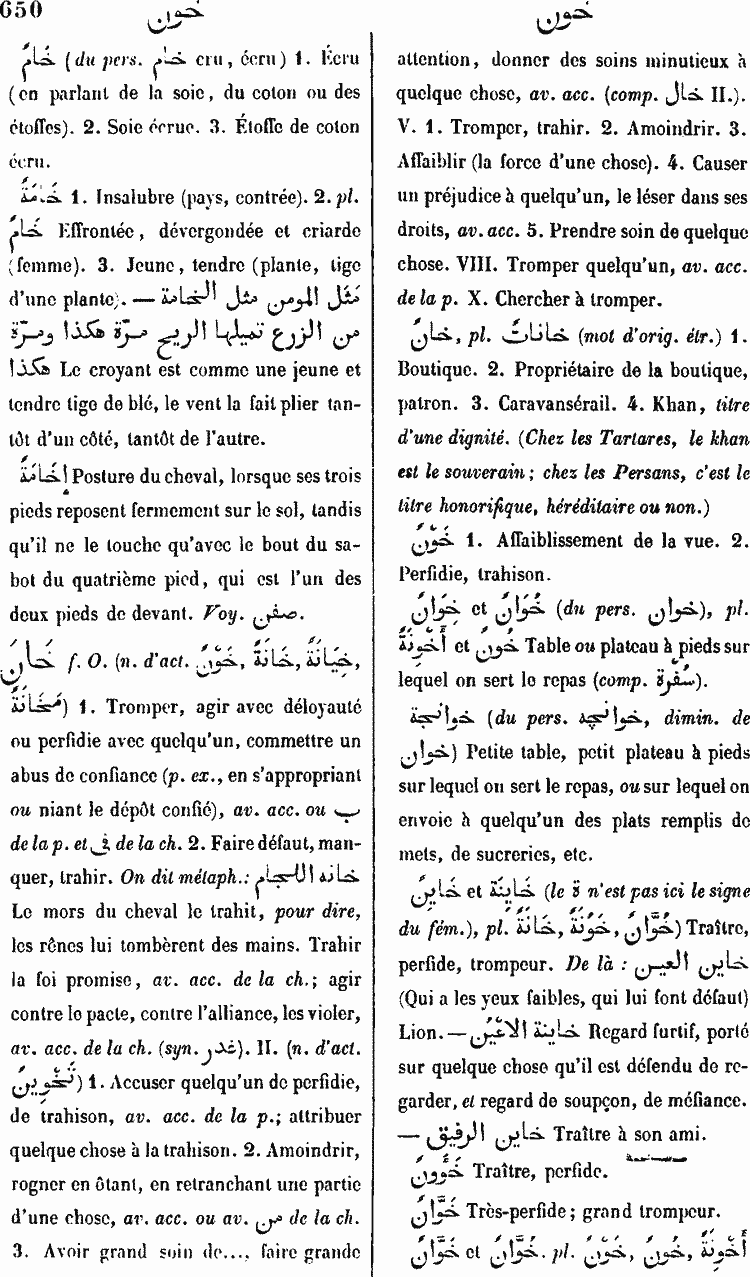 650
خون
خون
خَامٌ (du pers. خام cru, écru) 1. Écru
(en parlant de la soie, du coton ou des
étoffes). 2. Soie écrue. 3. Étoffe de coton
écru.
خَامَةٌ 1. Insalubre (pays, contrée). 2. pl.
خَامٌ Effrontée, dévergondée et criarde
(femme). 3. Jeune, tendre (plante, tige
d'une plante). — مَثَل المومن مثل الخامة
من الزرع تميلها الريح مرّة هكذا ومرّة
هكذا Le croyant est comme une jeune et
tendre tige de blé, le vent la fait plier tan-
tôt d'un côté, tantôt de l'autre.
إخَامَةٌ Posture du cheval, lorsque ses trois
pieds reposent fermement sur le sol, tandis
qu'il ne le touche qu'avec le bout du sa-
bot du quatrième pied, qui est l'un des
deux pieds de devant. Voy. صفن.
خَانَ f. O. (n. d'act. خَوْنٌ, خَانَةٌ, خِيَانَةٌ,
مَخَانَةٌ) 1. Tromper, agir avec déloyauté
ou perfidie avec quelqu'un, commettre un
abus de confiance (p. ex., en s'appropriant
ou niant le dépôt confié), av. acc. ou ب
de la p. et في de la ch. 2. Faire défaut, man-
quer, trahir. On dit métaph.: خانه اللجام
Le mors du cheval le trahit, pour dire,
les rênes lui tombèrent des mains. Trahir
la foi promise, av. acc. de la ch.; agir
contre le pacte, contre l'alliance, les violer,
av. acc. de la ch. (syn. غدر). II. (n. d'act.
تَخْوِينٌ) 1. Accuser quelqu'un de perfidie,
de trahison, av. acc. de la p.; attribuer
quelque chose à la trahison. 2. Amoindrir,
rogner en ôtant, en retranchant une partie
d'une chose, av. acc. ou av. من de la ch.
3. Avoir grand soin de..., faire grande
attention, donner des soins minutieux à
quelque chose, av. acc. (comp. خال II.).
V. 1. Tromper, trahir. 2. Amoindrir. 3.
Affaiblir (la force d'une chose). 4. Causer
un préjudice à quelqu'un, le léser dans ses
droits, av. acc. 5. Prendre soin de quelque
chose. VIII. Tromper quelqu'un, av. acc.
de la p. X. Chercher à tromper.
خانٌ, pl. خاناتٌ (mot d'orig. étr.) 1.
Boutique. 2. Propriétaire de la boutique,
patron. 3. Caravansérail. 4. Khan, titre
d'une dignité. (Chez les Tartares, le khan
est le souverain; chez les Persans, c'est le
titre honorifique, héréditaire ou non.)
خَوْنٌ 1. Affaiblissement de la vue. 2.
Perfidie, trahison.
خِوَانٌ et خُوَانٌ (du pers. خوان), pl.
أَخْوِنَةٌ et خُونٌ Table ou plateau à pieds sur
lequel on sert le repas (comp. سُفْرة).
خوانجة (du pers. خوانچه, dimin. de
خوان) Petite table, petit plateau à pieds
sur lequel on sert le repas, ou sur lequel on
envoie à quelqu'un des plats remplis de
mets, de sucreries, etc.
خَاينٌ et خَاينَةٌ (le ة n'est pas ici le signe
du fém.), pl. خَانَةٌ, خَوَنَةٌ, خُوَّانٌ) Traître,
perfide, trompeur. De là : خاين العين
(Qui a les yeux faibles, qui lui font défaut)
Lion. — خاينة الاعْيُن Regard furtif, porté
sur quelque chose qu'il est défendu de re-
garder, et regard de soupçon, de méfiance.
— خاين الرفيق Traître à son ami.
خَؤُونٌ Traître, perfide.
خَوَّانٌ Très-perfide; grand trompeur.
خَوَّانٌ et خُوَّانٌ. pl. خَوْنٌ, خُونٌ, أَخْوِنَةٌ